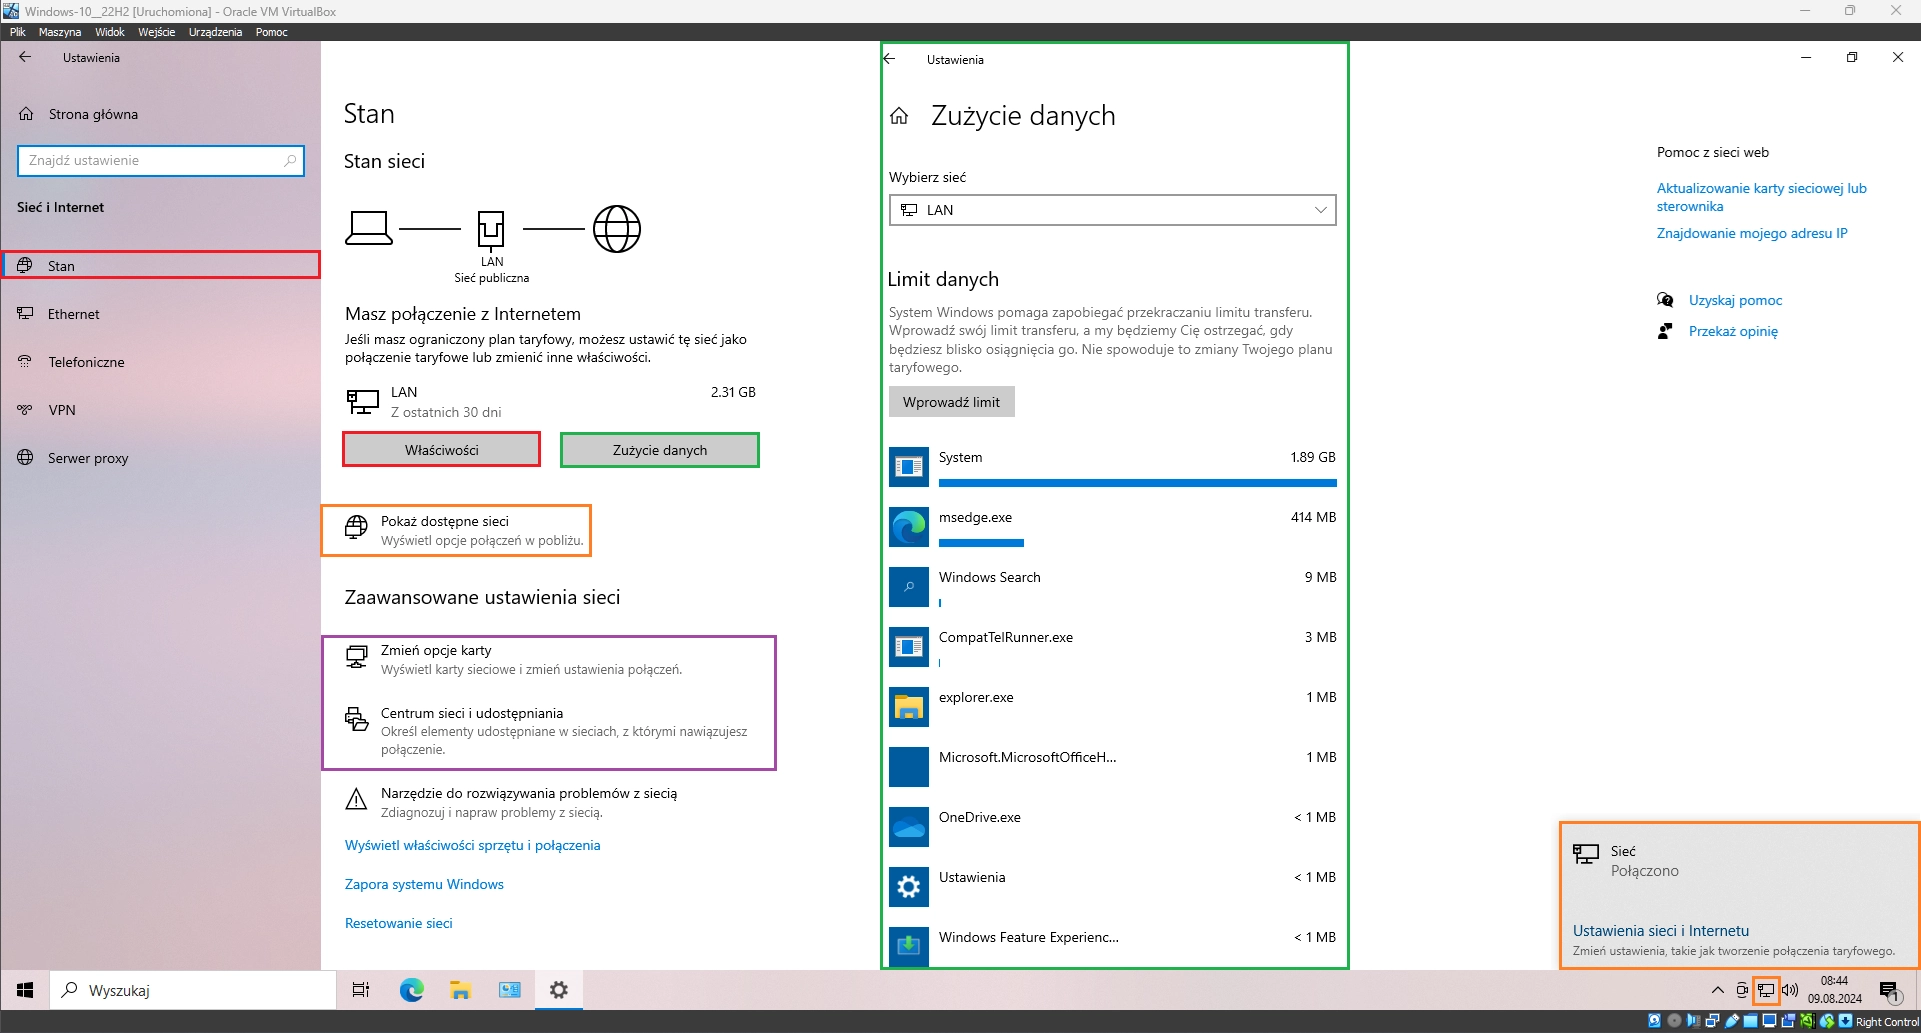 Windows-10__22H2 [Uruchomiona] - Oracle VM VirtualBox
Plik Maszyna Widok Wejście Urządzenia Pomoc
Ustawienia
Strona główna
Znajdź ustawienie
Sieć i Internet
Stan
Ethernet
Telefoniczne
VPN
Serwer proxy
Stan
Stan sieci
LAN
Sieć publiczna
Masz połączenie z Internetem
Jeśli masz ograniczony plan taryfowy, możesz ustawić tę sieć jako
połączenie taryfowe lub zmienić inne właściwości.
LAN 2.31 GB
Z ostatnich 30 dni
Właściwości Zużycie danych
Pokaż dostępne sieci
Wyświetl opcje połączeń w pobliżu.
Zaawansowane ustawienia sieci
Zmień opcje karty
Wyświetl karty sieciowe i zmień ustawienia połączeń.
Centrum sieci i udostępniania
Określ elementy udostępniane w sieciach, z którymi nawiązujesz
połączenie.
Narzędzie do rozwiązywania problemów z siecią
Zdiagnozuj i napraw problemy z siecią.
Wyświetl właściwości sprzętu i połączenia
Zapora systemu Windows
Resetowanie sieci
Ustawienia
Zużycie danych
Wybierz sieć
LAN
Limit danych
System Windows pomaga zapobiegać przekraczaniu limitu transferu.
Wprowadź swój limit transferu, a my będziemy Cię ostrzegać, gdy
będziesz blisko osiągnięcia go. Nie spowoduje to zmiany Twojego planu
taryfowego.
Wprowadź limit
System 1.89 GB
msedge.exe 414 MB
Windows Search 9 MB
CompatTelRunner.exe 3 MB
explorer.exe 1 MB
Microsoft.MicrosoftOfficeH... 1 MB
OneDrive.exe < 1 MB
Ustawienia < 1 MB
Windows Feature Experienc... < 1 MB
Pomoc z sieci web
Aktualizowanie karty sieciowej lub
sterownika
Znajdowanie mojego adresu IP
Uzyskaj pomoc
Przekaż opinię
Sieć
Połączono
Ustawienia sieci i Internetu
Zmień ustawienia, takie jak tworzenie połączenia taryfowego.
Wyszukaj
08:44
09.08.2024
1
Right Control